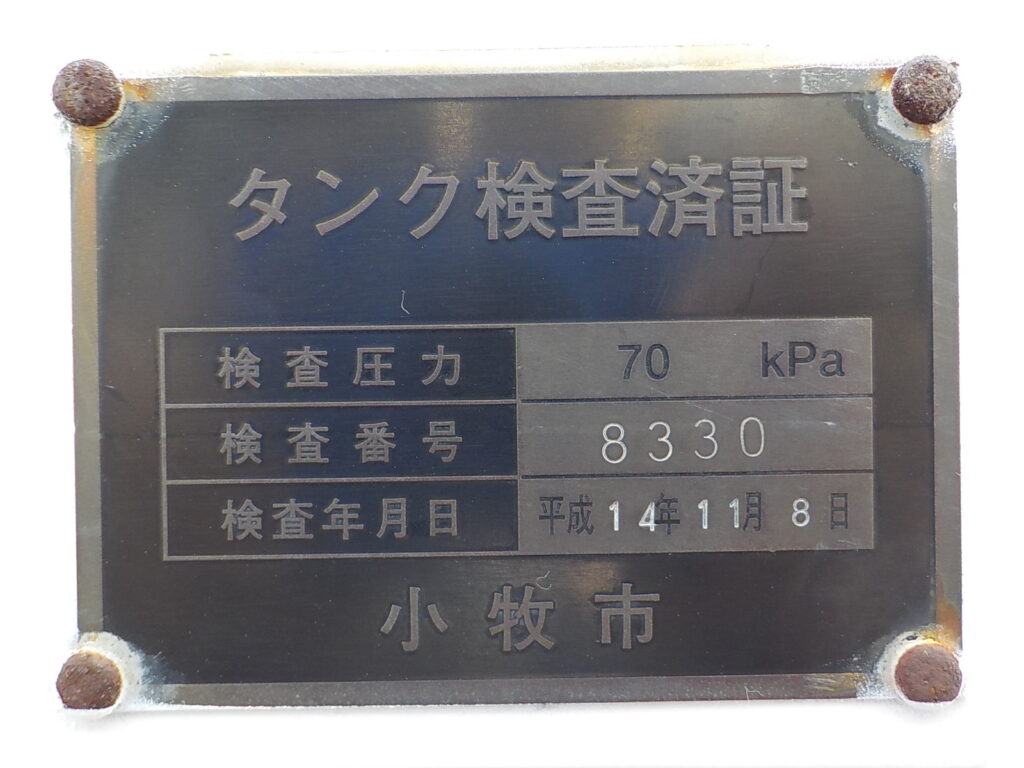 タンク検査済証
検査圧力 70 kPa
検査番号 8330
検査年月日 平成14年11月8日
小牧市